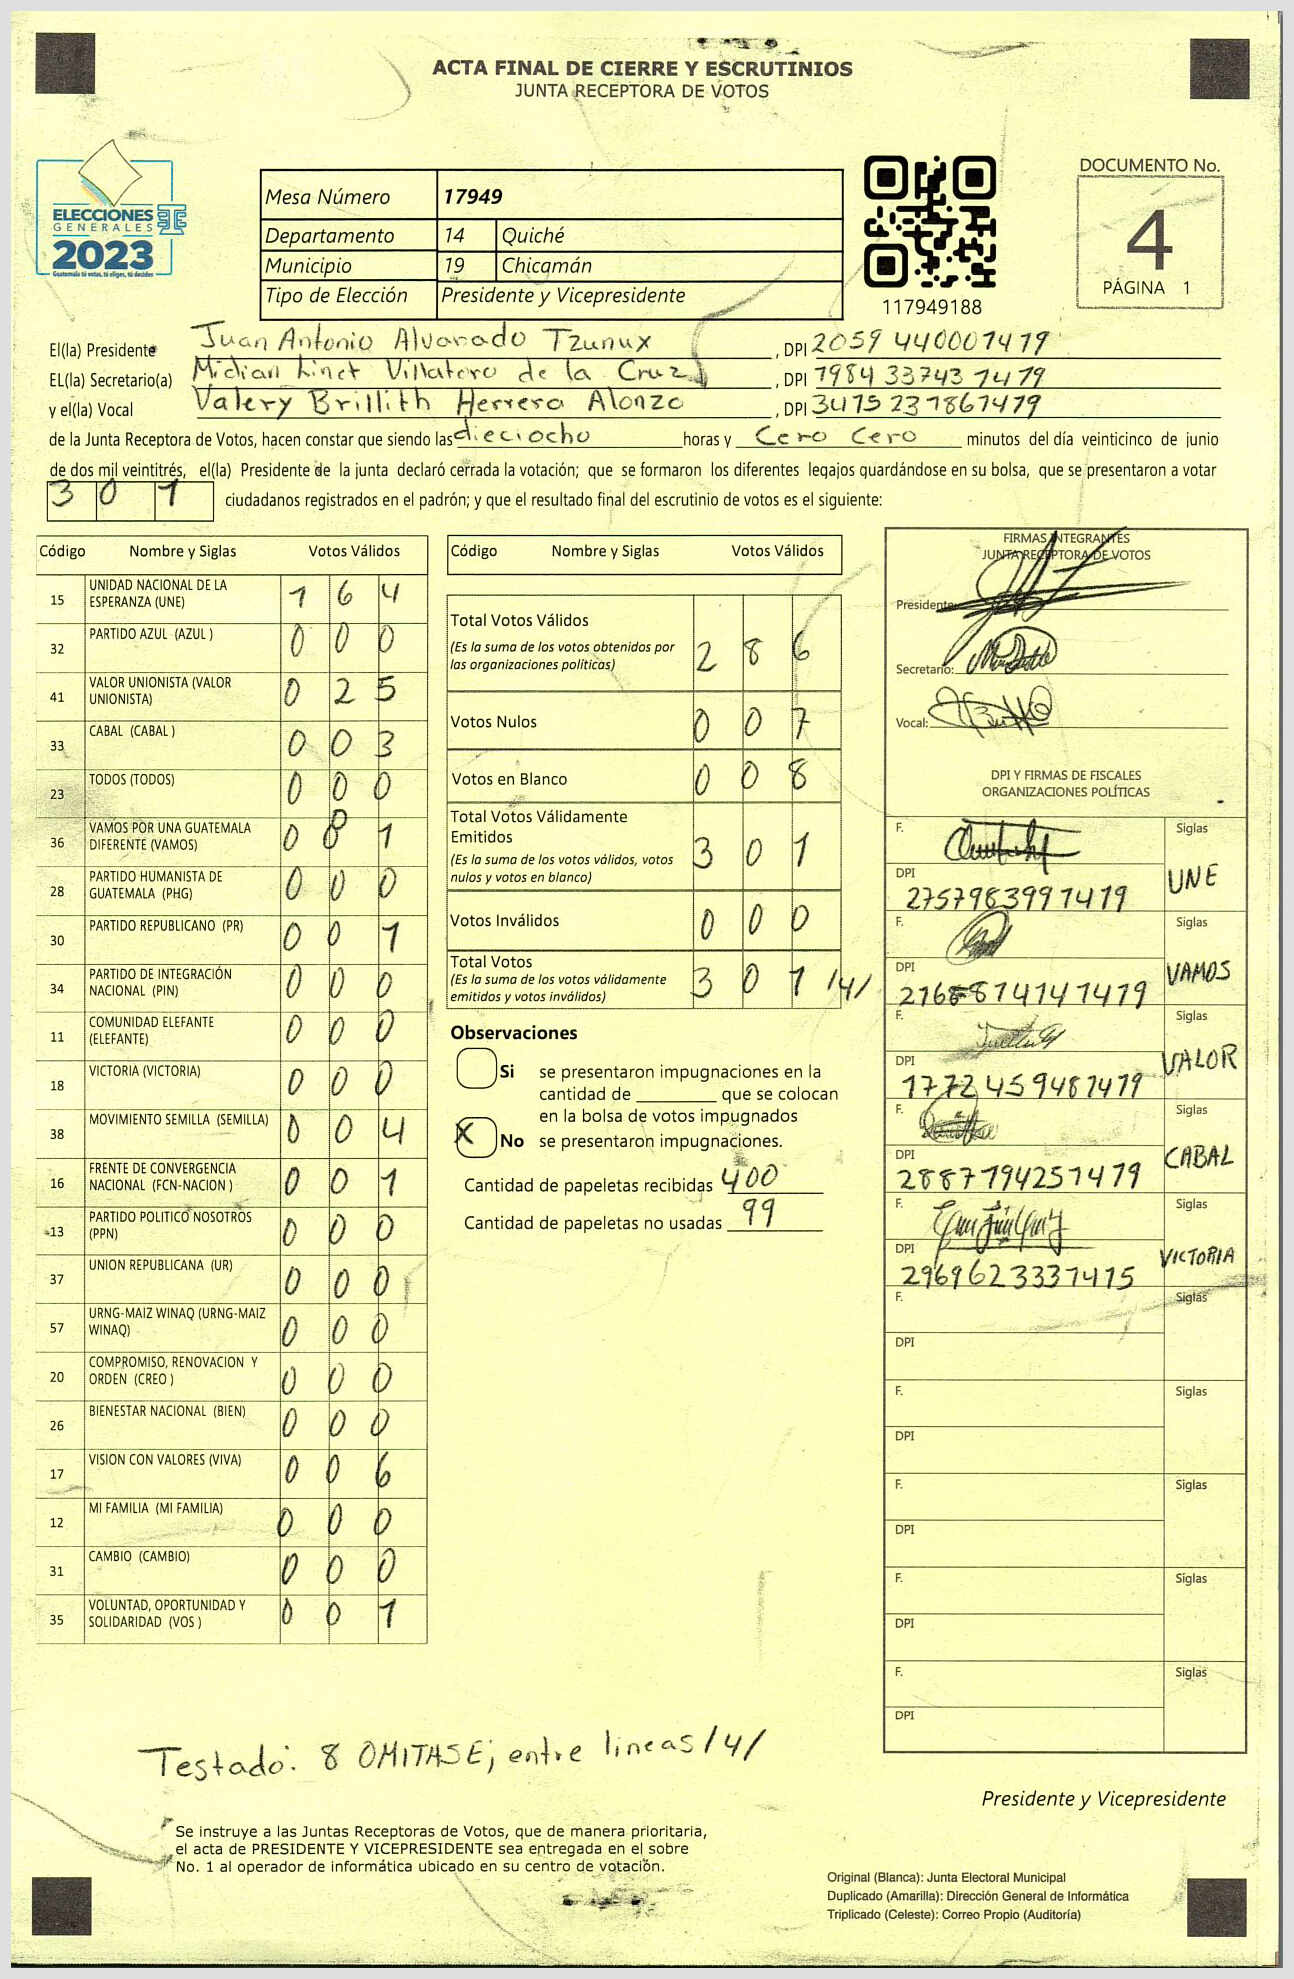 ACTA FINAL DE CIERRE Y ESCRUTINIOS
JUNTA RECEPTORA DE VOTOS
ELECCIONES
GENERALES
2023
Guatemala tú votas, tú eliges, tú decides
Mesa Número 17949
Departamento 14 Quiché
Municipio 19 Chicamán
Tipo de Elección Presidente y Vicepresidente
117949188
DOCUMENTO No.
4
PÁGINA 1
El(la) Presidente Juan Antonio Alvarado Tzunux, DPI 2059 44000 7479
EL(la) Secretario(a) Midian Linet Villatoro de la Cruz, DPI 7984 33743 7479
y el(la) Vocal Valery Brillith Herrera Alonzo, DPI 3475 23786 7479
de la Junta Receptora de Votos, hacen constar que siendo las dieciocho horas y Cero Cero minutos del día veinticinco de junio
de dos mil veintitrés, el(la) Presidente de la junta declaró cerrada la votación; que se formaron los diferentes legajos guardándose en su bolsa, que se presentaron a votar
307 ciudadanos registrados en el padrón; y que el resultado final del escrutinio de votos es el siguiente:
Código Nombre y Siglas Votos Válidos
15 UNIDAD NACIONAL DE LA ESPERANZA (UNE) 1 6 4
32 PARTIDO AZUL (AZUL ) 0 0 0
41 VALOR UNIONISTA (VALOR UNIONISTA) 0 2 5
33 CABAL (CABAL ) 0 0 3
23 TODOS (TODOS) 0 0 0
36 VAMOS POR UNA GUATEMALA DIFERENTE (VAMOS) 0 8 1
28 PARTIDO HUMANISTA DE GUATEMALA (PHG) 0 0 0
30 PARTIDO REPUBLICANO (PR) 0 0 1
34 PARTIDO DE INTEGRACIÓN NACIONAL (PIN) 0 0 0
11 COMUNIDAD ELEFANTE (ELEFANTE) 0 0 0
18 VICTORIA (VICTORIA) 0 0 0
38 MOVIMIENTO SEMILLA (SEMILLA) 0 0 4
16 FRENTE DE CONVERGENCIA NACIONAL (FCN-NACION ) 0 0 1
13 PARTIDO POLITICO NOSOTROS (PPN) 0 0 0
37 UNION REPUBLICANA (UR) 0 0 0
57 URNG-MAIZ WINAQ (URNG-MAIZ WINAQ) 0 0 0
20 COMPROMISO, RENOVACION Y ORDEN (CREO ) 0 0 0
26 BIENESTAR NACIONAL (BIEN) 0 0 0
17 VISION CON VALORES (VIVA) 0 0 6
12 MI FAMILIA (MI FAMILIA) 0 0 0
31 CAMBIO (CAMBIO) 0 0 0
35 VOLUNTAD, OPORTUNIDAD Y SOLIDARIDAD (VOS ) 0 0 1
Código Nombre y Siglas Votos Válidos
Total Votos Válidos 2 8 6
(Es la suma de los votos obtenidos por
las organizaciones políticas)
Votos Nulos 0 0 7
Votos en Blanco 0 0 8
Total Votos Válidamente
Emitidos 3 0 1
(Es la suma de los votos válidos, votos
nulos y votos en blanco)
Votos Inválidos 0 0 0
Total Votos 3 0 1 /4/
(Es la suma de los votos válidamente
emitidos y votos inválidos)
Observaciones
Si se presentaron impugnaciones en la
cantidad de ________ que se colocan
en la bolsa de votos impugnados
X No se presentaron impugnaciones.
Cantidad de papeletas recibidas 400
Cantidad de papeletas no usadas 99
FIRMAS INTEGRANTES
JUNTA RECEPTORA DE VOTOS
Presidente:
Secretario:
Vocal:
DPI Y FIRMAS DE FISCALES
ORGANIZACIONES POLÍTICAS
F. Siglas
UNE
DPI
2757983997479
F. Siglas
VAMOS
DPI
F. Siglas
VALOR
DPI
1772459487479
F. Siglas
CABAL
DPI
2887794257479
F. Siglas
VICTORIA
DPI
2969623337415
F. Siglas
DPI
F. Siglas
DPI
F. Siglas
DPI
F. Siglas
DPI
F. Siglas
DPI
Testado: 8 OMITASE; entre lineas /4/
Presidente y Vicepresidente
Se instruye a las Juntas Receptoras de Votos, que de manera prioritaria,
el acta de PRESIDENTE Y VICEPRESIDENTE sea entregada en el sobre
No. 1 al operador de informática ubicado en su centro de votación.
Original (Blanca): Junta Electoral Municipal
Duplicado (Amarilla): Dirección General de Informática
Triplicado (Celeste): Correo Propio (Auditoría)